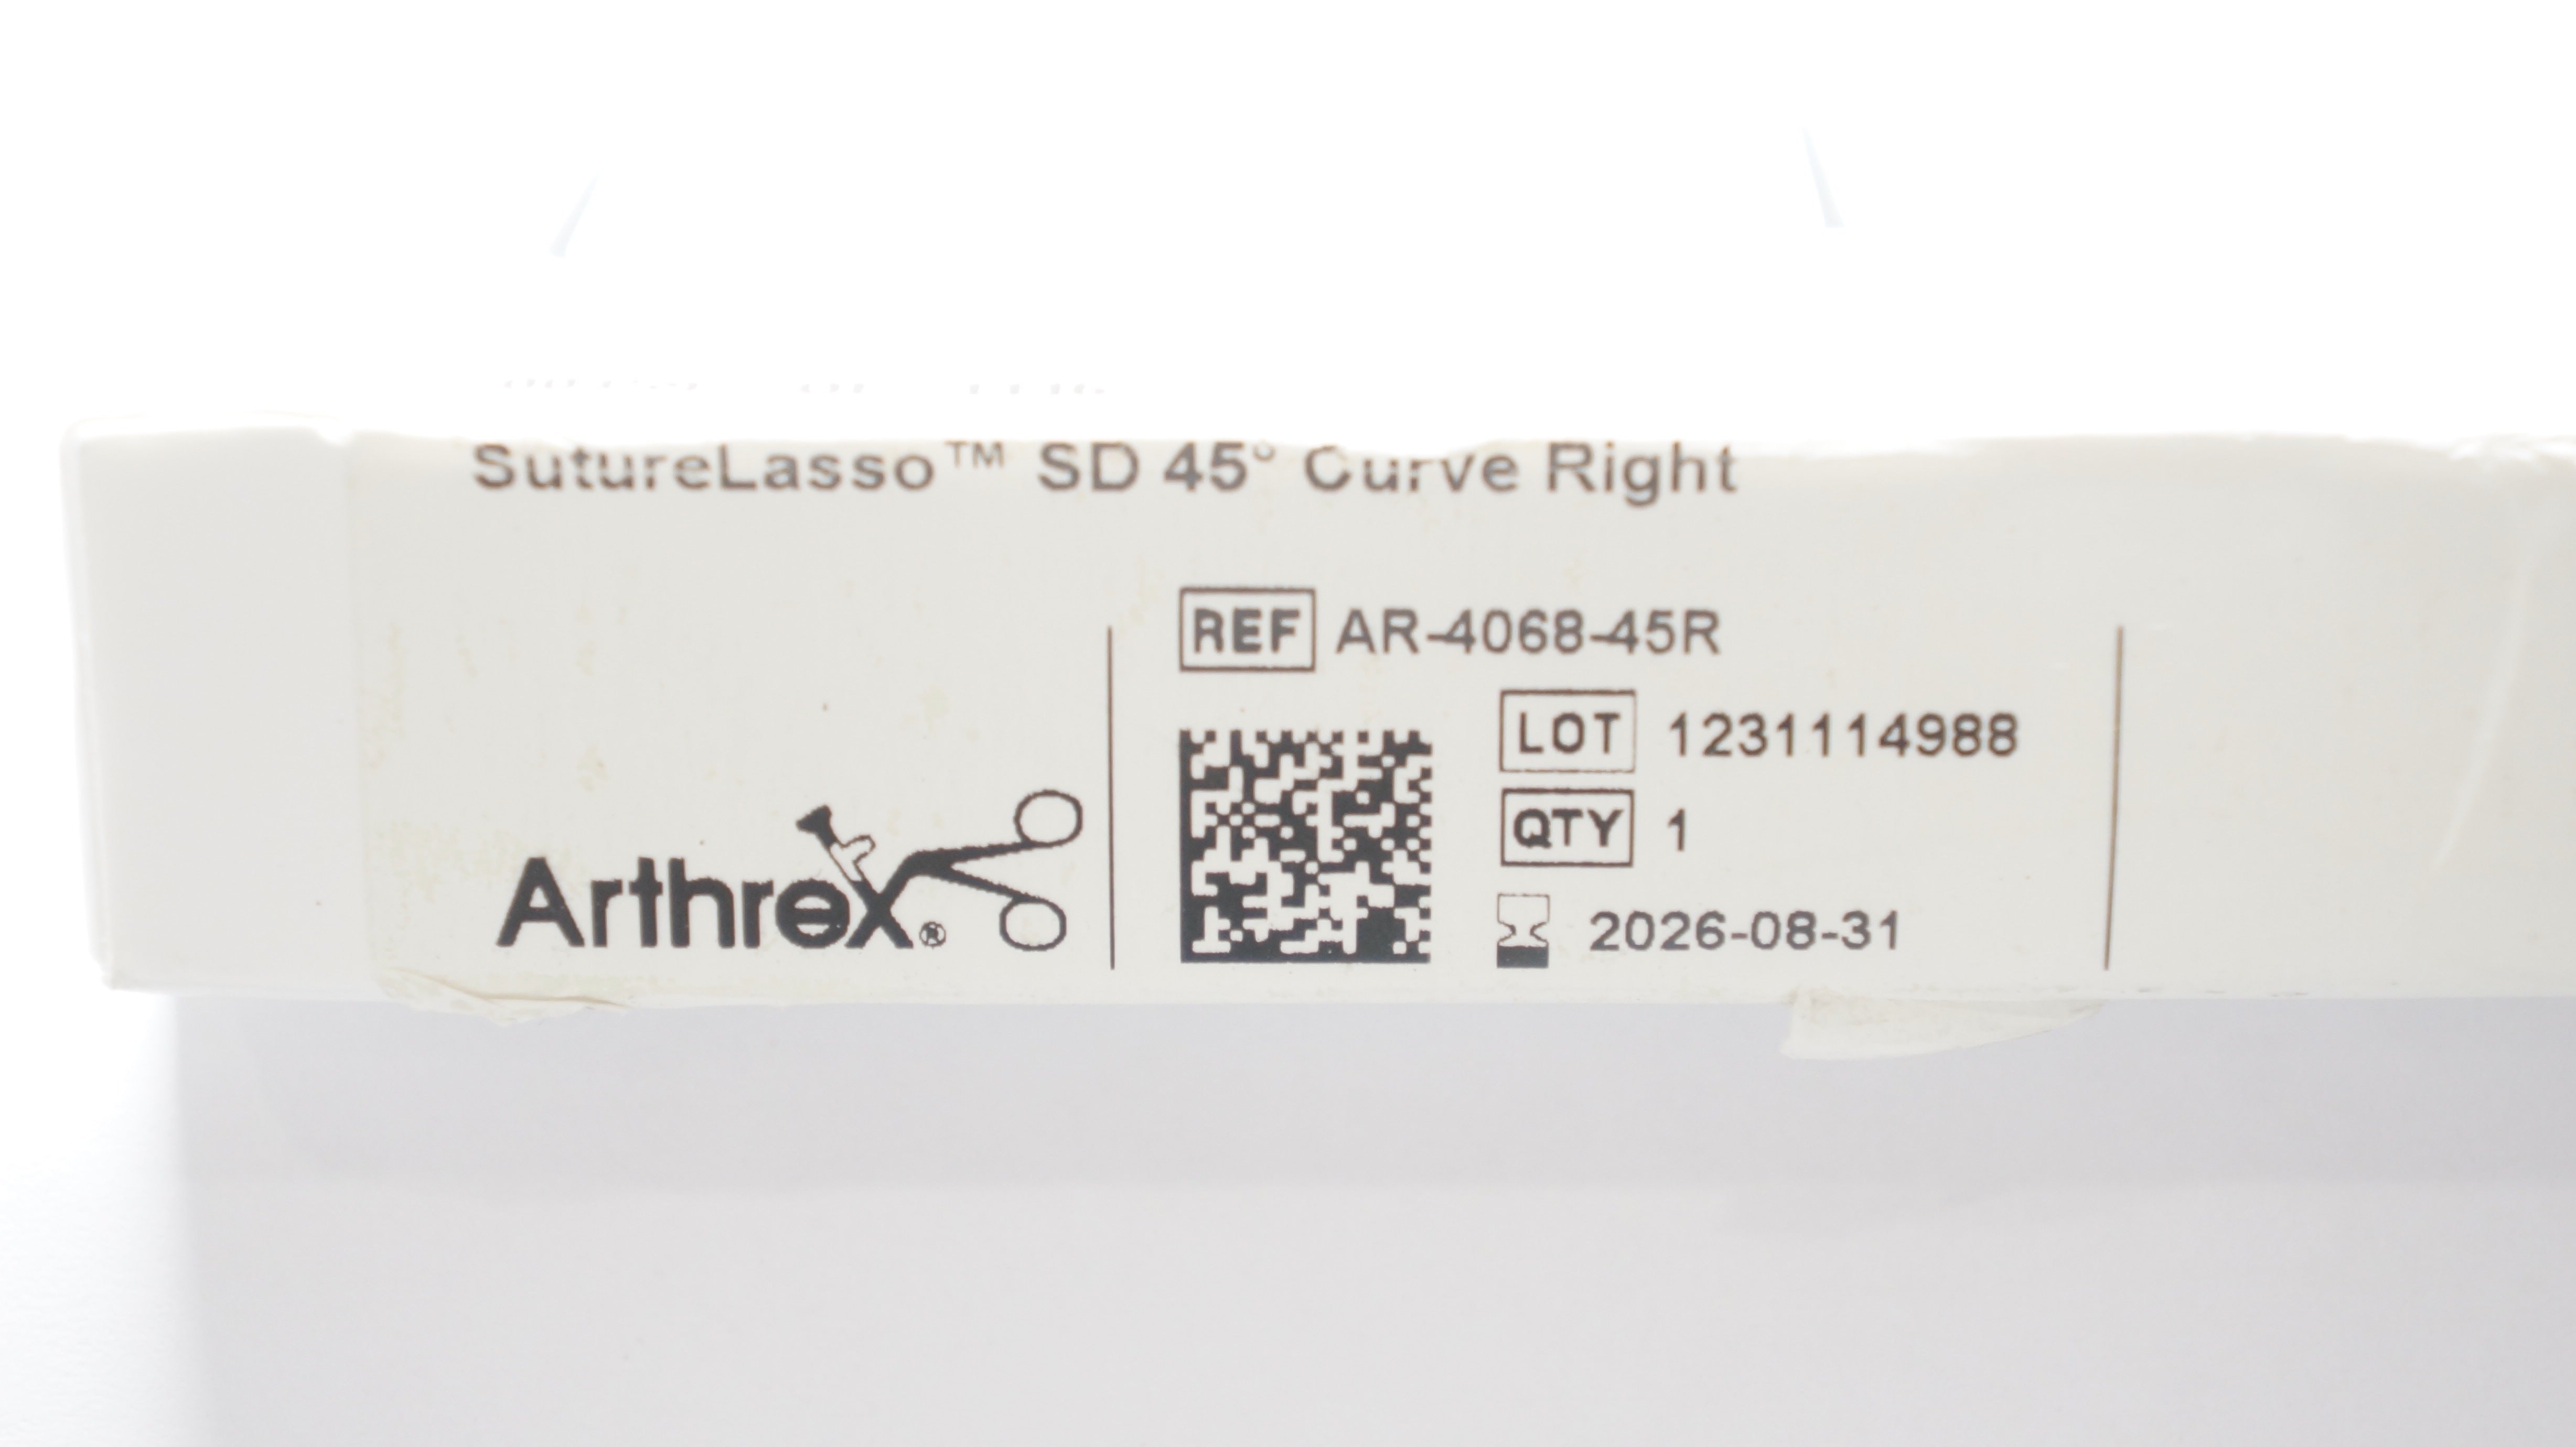 SutureLasso™ SD 45° Curve Right
REF AR-4068-45R
LOT 1231114988
QTY 1
2026-08-31
Arthrex®